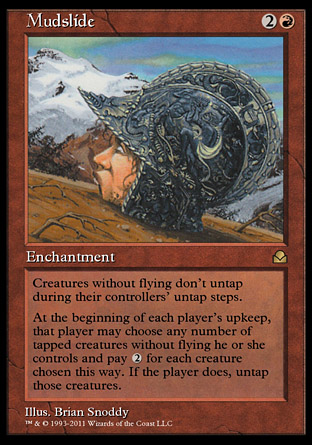 Mudslide 2
Enchantment
Creatures without flying don't untap
during their controllers' untap steps.
At the beginning of each player's upkeep,
that player may choose any number of
tapped creatures without flying he or she
controls and pay 2 for each creature
chosen this way. If the player does, untap
those creatures.
Illus. Brian Snoddy
™ & © 1993-2011 Wizards of the Coast LLC